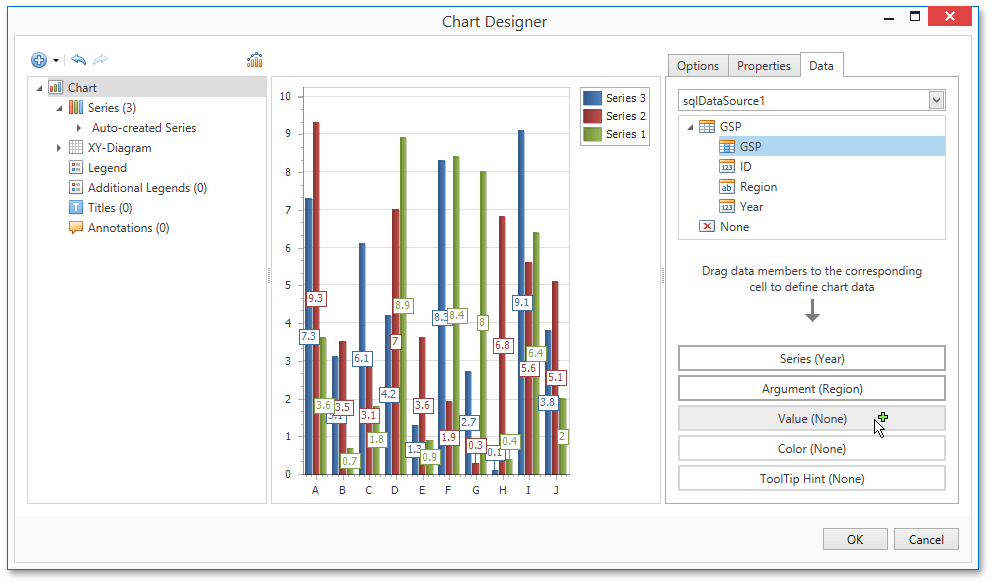 Chart Designer
Chart
Series (3)
Auto-created Series
XY-Diagram
Legend
Additional Legends (0)
Titles (0)
Annotations (0)
10
9
8
7
6
5
4
3
2
1
0
7.3
9.3
3.6
3.1
3.5
0.7
6.1
3.1
1.8
4.2
7
8.9
1.3
3.6
0.9
8.3
1.9
8.4
2.7
0.3
8
0.1
6.8
0.4
9.1
5.6
6.4
3.8
5.1
2
A B C D E F G H I J
Series 3
Series 2
Series 1
Options Properties Data
sqlDataSource1
GSP
GSP
123 ID
ab Region
123 Year
None
Drag data members to the corresponding
cell to define chart data
Series (Year)
Argument (Region)
Value (None)
Color (None)
ToolTip Hint (None)
OK Cancel